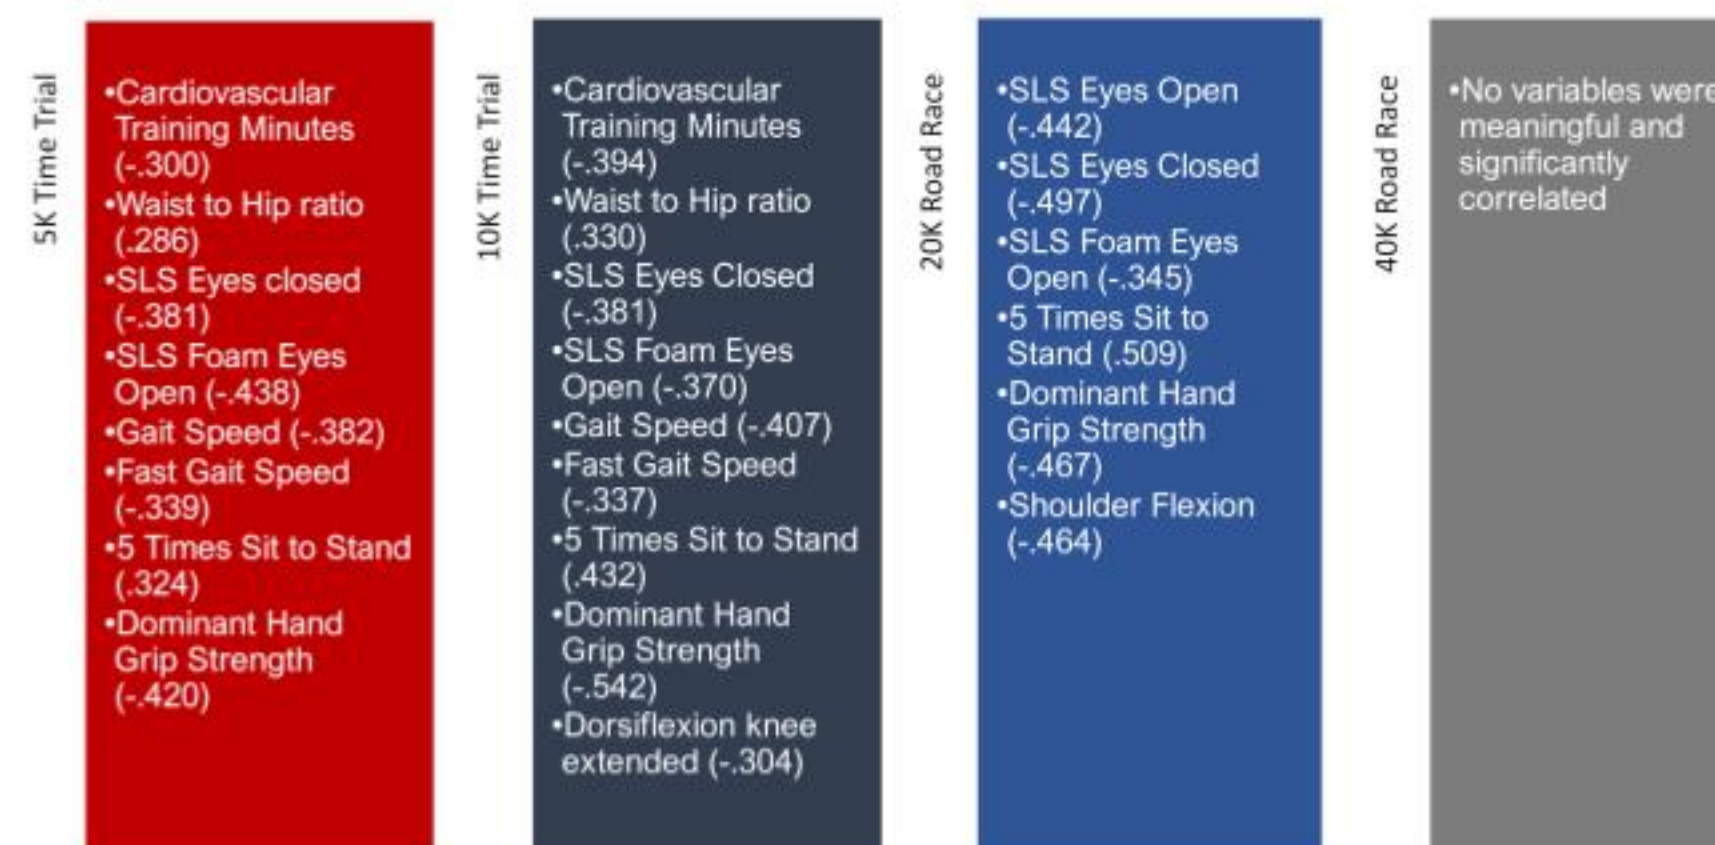 5K Time Trial
•Cardiovascular
Training Minutes
(-.300)
•Waist to Hip ratio
(.286)
•SLS Eyes closed
(-.381)
•SLS Foam Eyes
Open (-.438)
•Gait Speed (-.382)
•Fast Gait Speed
(-.339)
•5 Times Sit to Stand
(.324)
•Dominant Hand
Grip Strength
(-.420)
10K Time Trial
•Cardiovascular
Training Minutes
(-.394)
•Waist to Hip ratio
(.330)
•SLS Eyes Closed
(-.381)
•SLS Foam Eyes
Open (-.370)
•Gait Speed (-.407)
•Fast Gait Speed
(-.337)
•5 Times Sit to Stand
(.432)
•Dominant Hand
Grip Strength
(-.542)
•Dorsiflexion knee
extended (-.304)
20K Road Race
•SLS Eyes Open
(-.442)
•SLS Eyes Closed
(-.497)
•SLS Foam Eyes
Open (-.345)
•5 Times Sit to
Stand (.509)
•Dominant Hand
Grip Strength
(-.467)
•Shoulder Flexion
(-.464)
40K Road Race
•No variables were
meaningful and
significantly
correlated